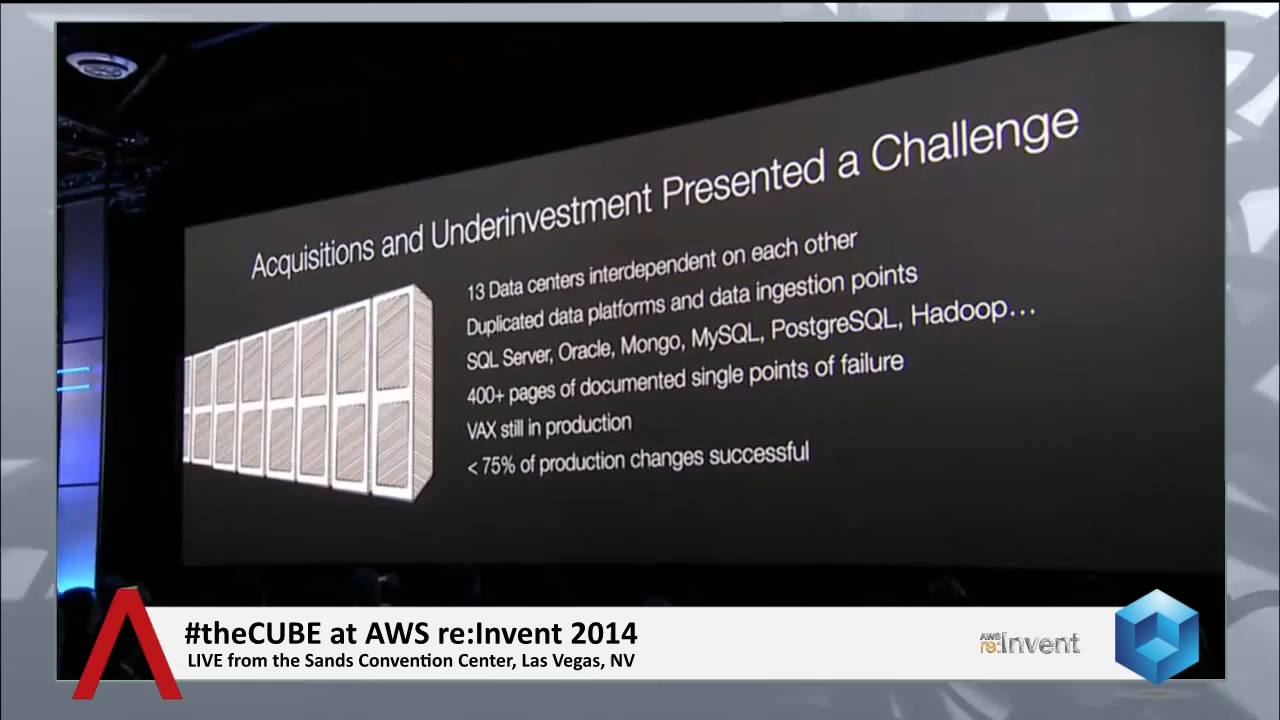 Acquisitions and Underinvestment Presented a Challenge
13 Data centers interdependent on each other
Duplicated data platforms and data ingestion points
SQL Server, Oracle, Mongo, MySQL, PostgreSQL, Hadoop…
400+ pages of documented single points of failure
VAX still in production
< 75% of production changes successful
#theCUBE at AWS re:Invent 2014
LIVE from the Sands Convention Center, Las Vegas, NV
AWS
re:Invent